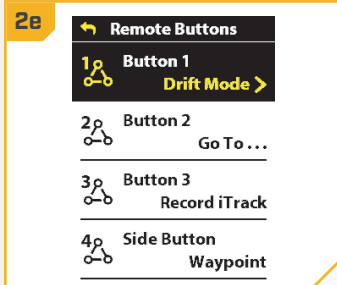 2e
Remote Buttons
1 Button 1
Drift Mode >
2 Button 2
Go To . . .
3 Button 3
Record iTrack
4 Side Button
Waypoint